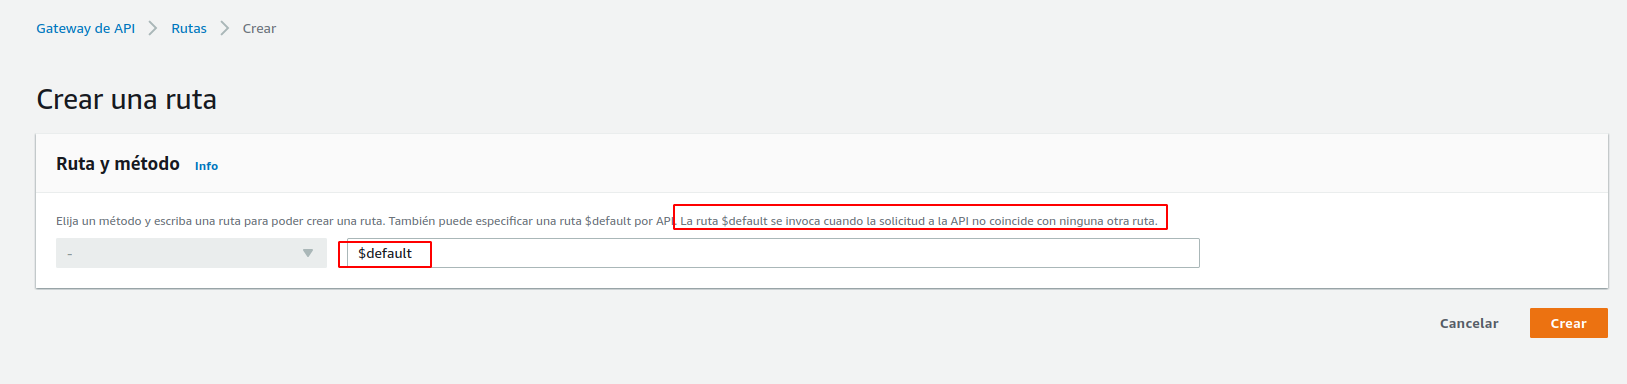 Gateway de API > Rutas > Crear
Crear una ruta
Ruta y método Info
Elija un método y escriba una ruta para poder crear una ruta. También puede especificar una ruta $default por API. La ruta $default se invoca cuando la solicitud a la API no coincide con ninguna otra ruta.
- $default
Cancelar Crear